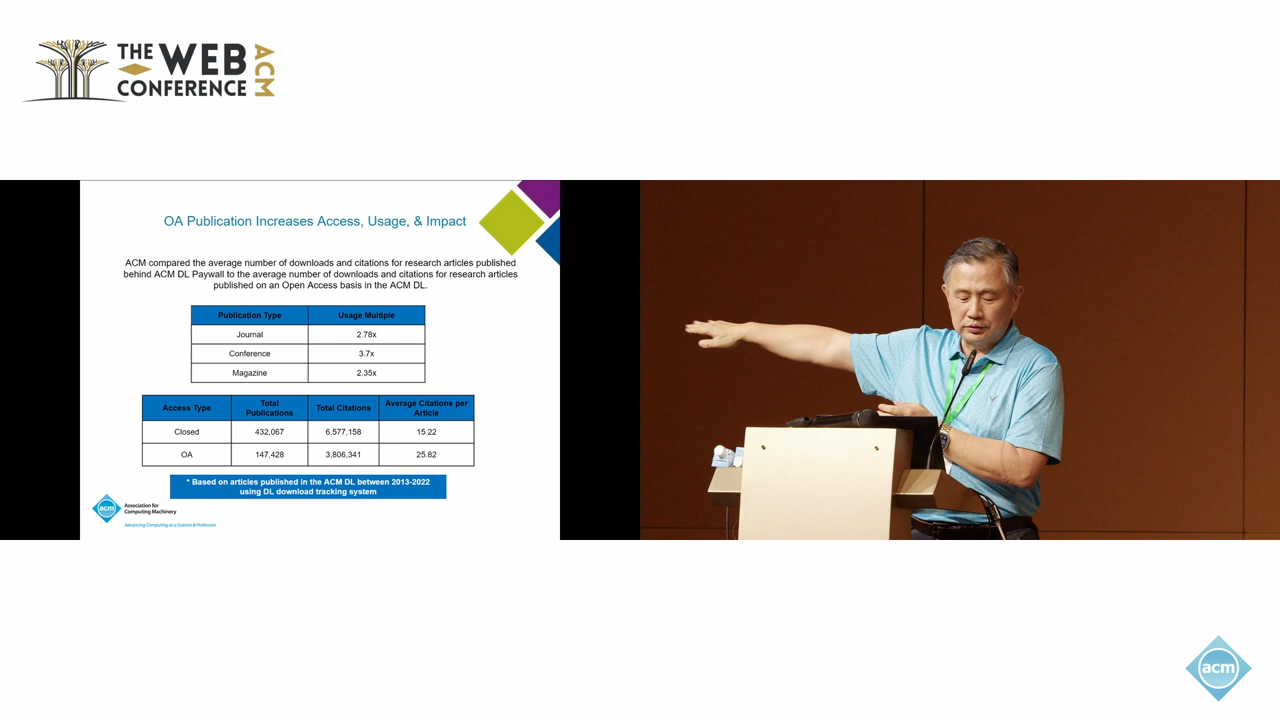 THE WEB
CONFERENCE
ACM
OA Publication Increases Access, Usage, & Impact
ACM compared the average number of downloads and citations for research articles published
behind ACM DL Paywall to the average number of downloads and citations for research articles
published on an Open Access basis in the ACM DL.
Publication Type Usage Multiple
Journal 2.78x
Conference 3.7x
Magazine 2.35x
Access Type Total Publications Total Citations Average Citations per Article
Closed 432,067 6,577,158 15.22
OA 147,428 3,806,341 25.82
* Based on articles published in the ACM DL between 2013-2022
using DL download tracking system
acm
Association for
Computing Machinery
Advancing Computing as a Science & Profession
acm